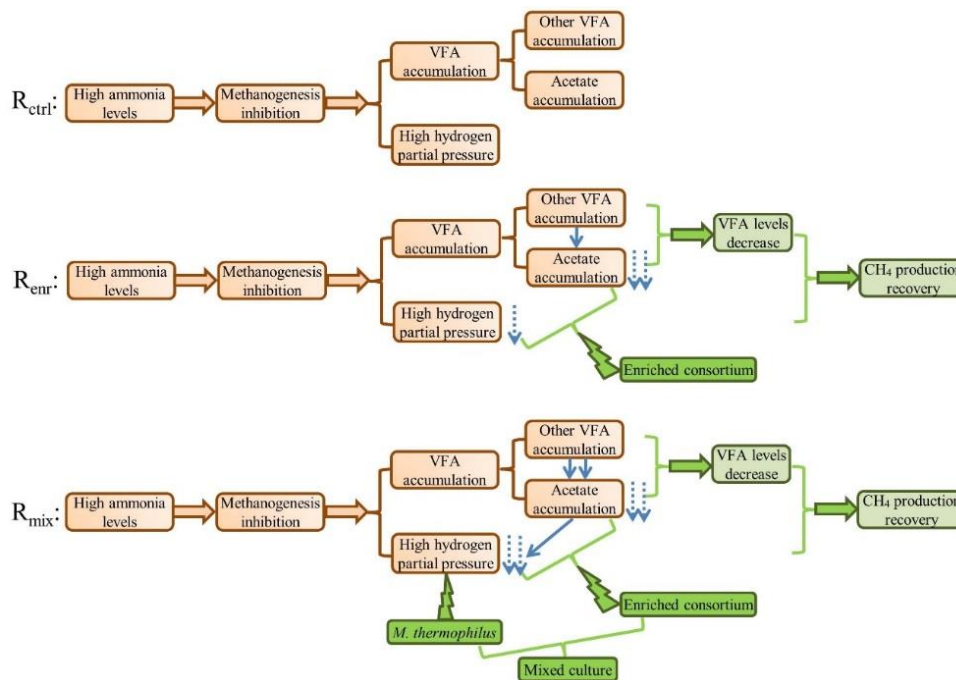 Other VFA
accumulation
VFA
accumulation
Acetate
accumulation
R_ctrl:
High ammonia
levels
Methanogenesis
inhibition
High hydrogen
partial pressure
Other VFA
accumulation
VFA
accumulation
VFA levels
decrease
Acetate
accumulation
R_enr:
High ammonia
levels
Methanogenesis
inhibition
CH₄ production
recovery
High hydrogen
partial pressure
Enriched consortium
Other VFA
accumulation
VFA
accumulation
VFA levels
decrease
Acetate
accumulation
R_mix:
High ammonia
levels
Methanogenesis
inhibition
CH₄ production
recovery
High hydrogen
partial pressure
Enriched consortium
M. thermophilus
Mixed culture